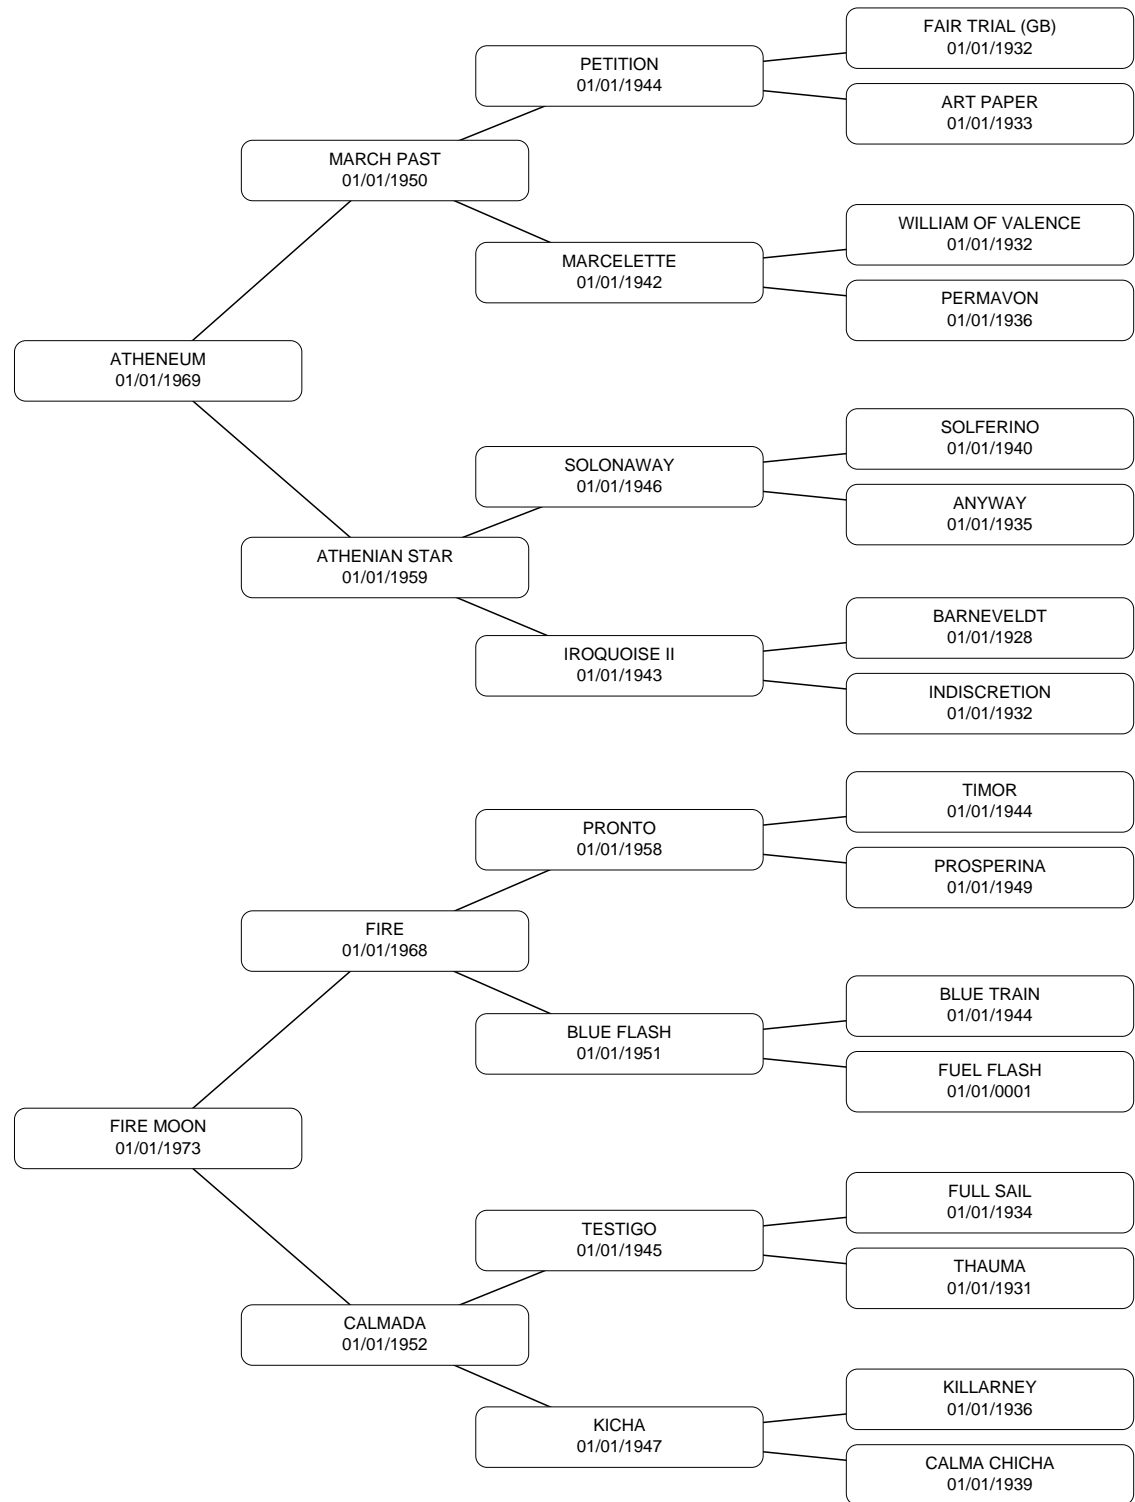 FAIR TRIAL (GB)
01/01/1932
PETITION
01/01/1944
ART PAPER
01/01/1933
MARCH PAST
01/01/1950
WILLIAM OF VALENCE
01/01/1932
MARCELETTE
01/01/1942
PERMAVON
01/01/1936
ATHENEUM
01/01/1969
SOLFERINO
01/01/1940
SOLONAWAY
01/01/1946
ANYWAY
01/01/1935
ATHENIAN STAR
01/01/1959
BARNEVELDT
01/01/1928
IROQUOISE II
01/01/1943
INDISCRETION
01/01/1932
TIMOR
01/01/1944
PRONTO
01/01/1958
PROSPERINA
01/01/1949
FIRE
01/01/1968
BLUE TRAIN
01/01/1944
BLUE FLASH
01/01/1951
FUEL FLASH
01/01/0001
FIRE MOON
01/01/1973
FULL SAIL
01/01/1934
TESTIGO
01/01/1945
THAUMA
01/01/1931
CALMADA
01/01/1952
KILLARNEY
01/01/1936
KICHA
01/01/1947
CALMA CHICHA
01/01/1939